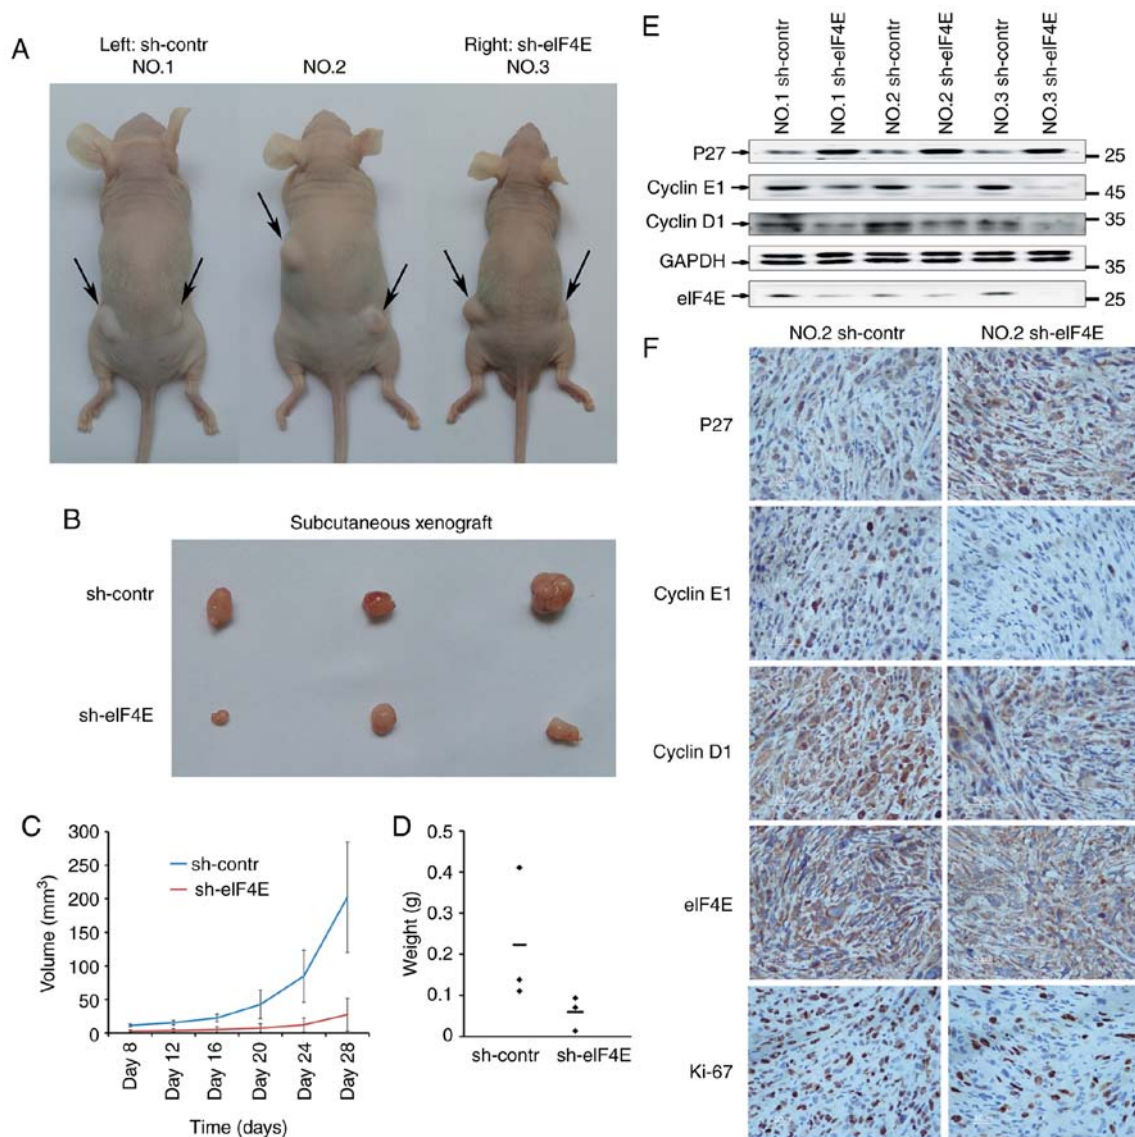 A
Left: sh-contr
Right: sh-eIF4E
NO.1
NO.2
NO.3
B
Subcutaneous xenograft
sh-contr
sh-eIF4E
C
Volume (mm³)
300
250
200
150
100
50
0
sh-contr
sh-eIF4E
Day 8
Day 12
Day 16
Day 20
Day 24
Day 28
Time (days)
D
Weight (g)
0.5
0.4
0.3
0.2
0.1
0
sh-contr
sh-eIF4E
E
NO.1 sh-contr
NO.1 sh-eIF4E
NO.2 sh-contr
NO.2 sh-eIF4E
NO.3 sh-contr
NO.3 sh-eIF4E
P27
25
Cyclin E1
45
Cyclin D1
35
GAPDH
35
eIF4E
25
F
NO.2 sh-contr
NO.2 sh-eIF4E
P27
Cyclin E1
Cyclin D1
eIF4E
Ki-67